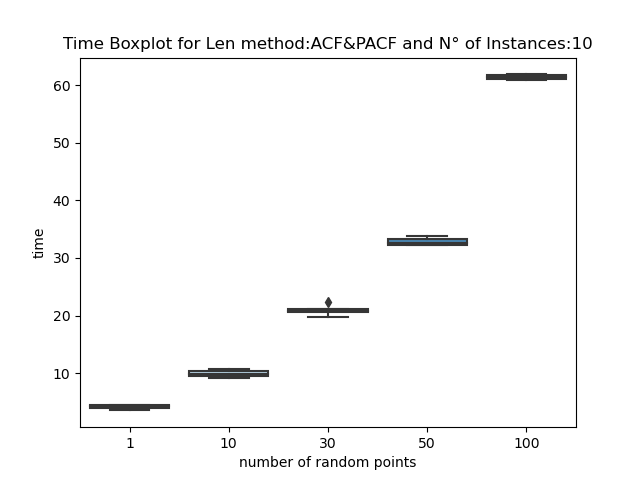 Time Boxplot for Len method:ACF&PACF and N° of Instances:10
60
50
40
30
20
10
time
1 10 30 50 100
number of random points